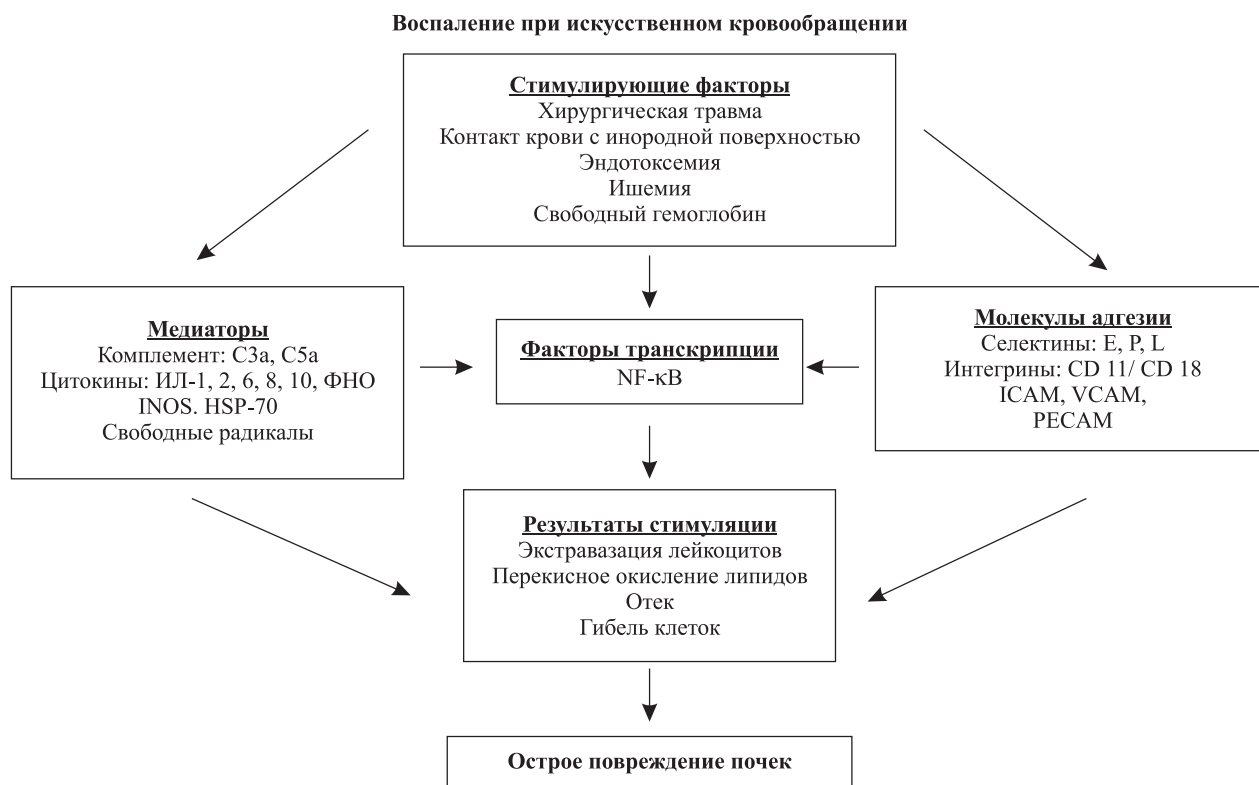 Воспаление при искусственном кровообращении
Стимулирующие факторы
Хирургическая травма
Контакт крови с инородной поверхностью
Эндотоксемия
Ишемия
Свободный гемоглобин
Медиаторы
Комплемент: C3a, C5a
Цитокины: ИЛ-1, 2, 6, 8, 10, ФНО
INOS. HSP-70
Свободные радикалы
Факторы транскрипции
NF-κB
Молекулы адгезии
Селектины: E, P, L
Интегрины: CD 11/ CD 18
ICAM, VCAM,
PECAM
Результаты стимуляции
Экстравазация лейкоцитов
Перекисное окисление липидов
Отек
Гибель клеток
Острое повреждение почек